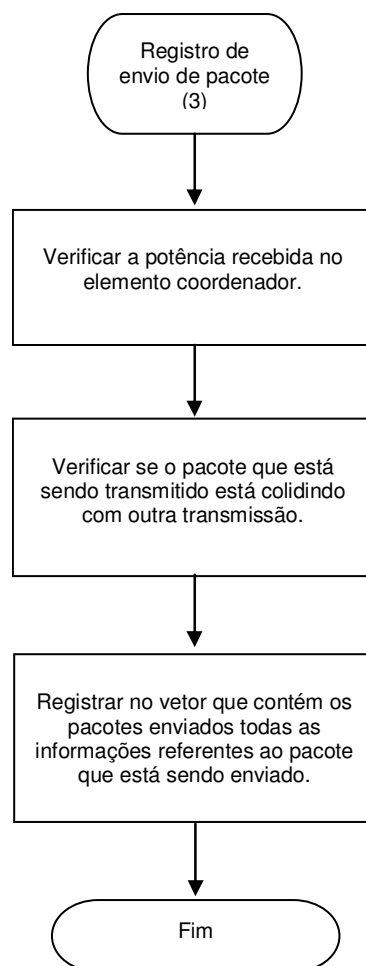 Registro de
envio de pacote
(3)
Verificar a potência recebida no
elemento coordenador.
Verificar se o pacote que está
sendo transmitido está colidindo
com outra transmissão.
Registrar no vetor que contém os
pacotes enviados todas as
informações referentes ao pacote
que está sendo enviado.
Fim